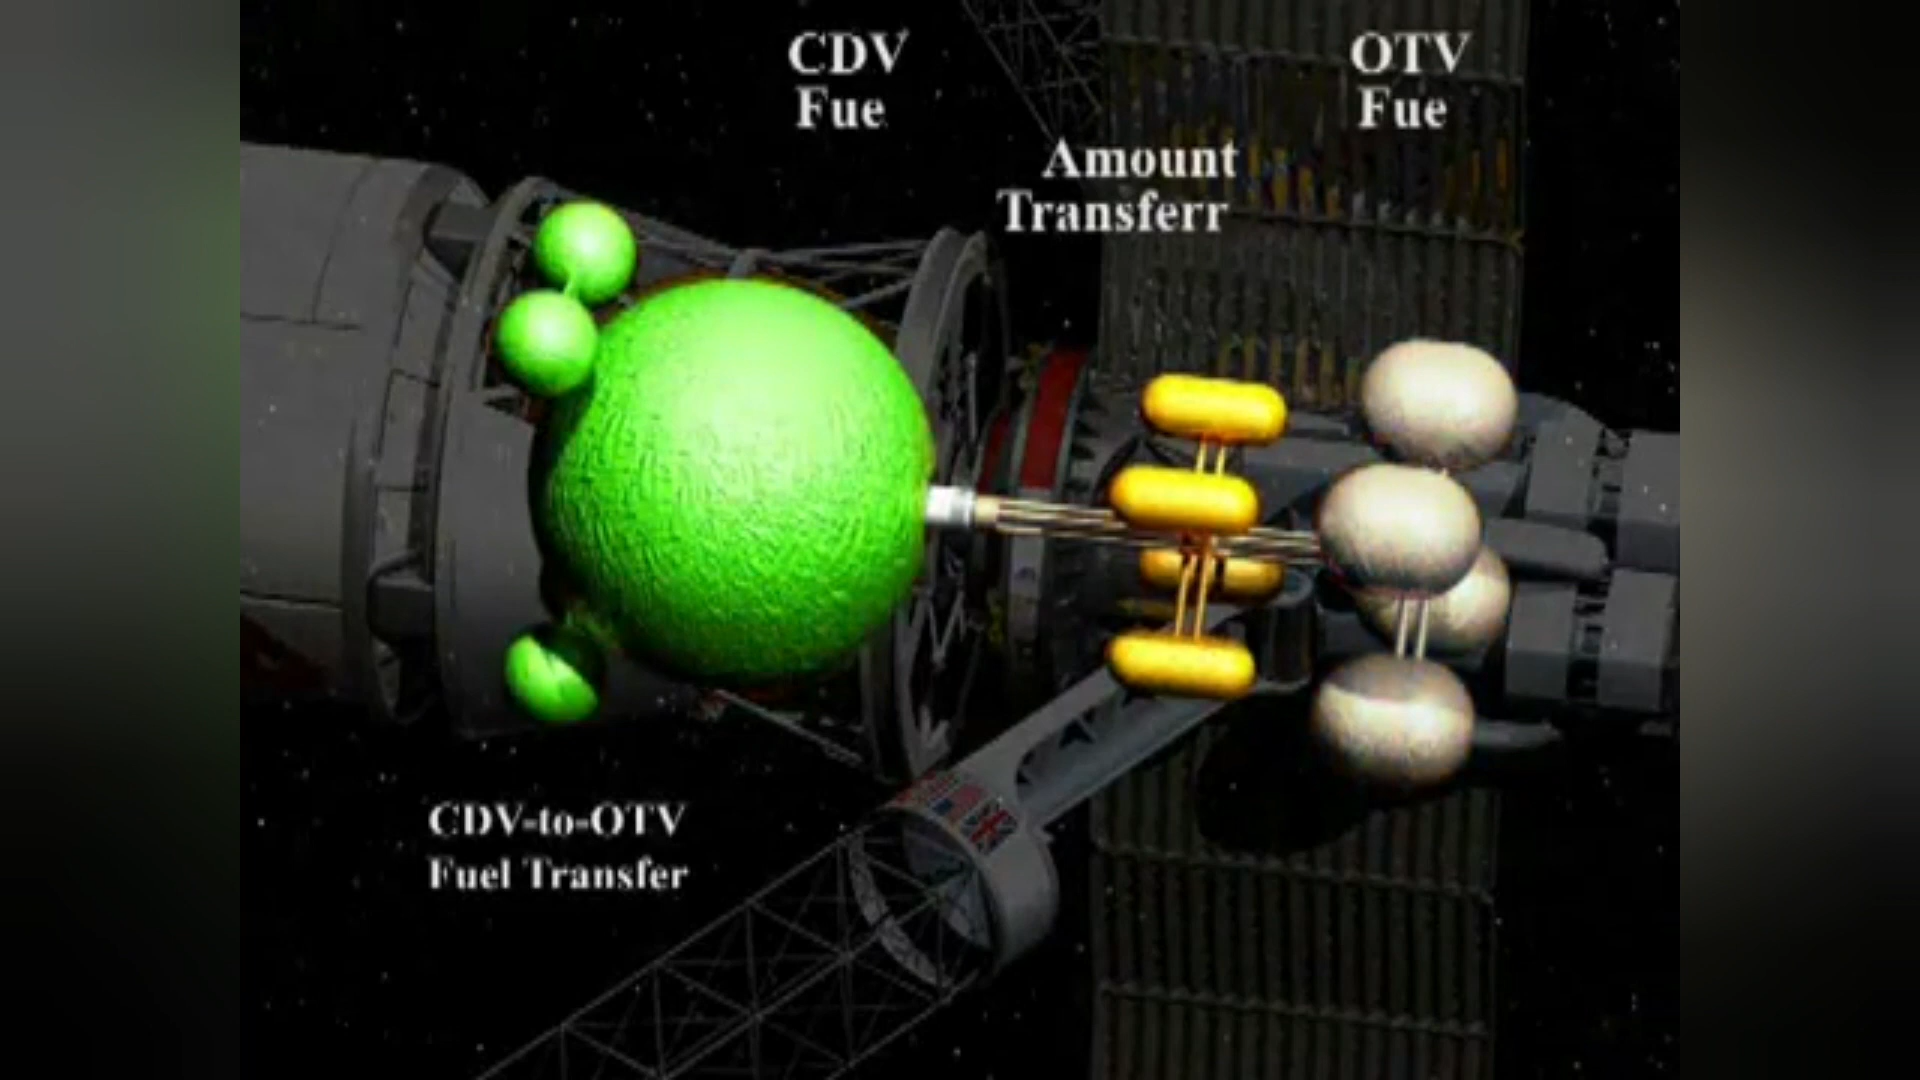 CDV
Fue
OTV
Fue
Amount
Transferr
CDV-to-OTV
Fuel Transfer